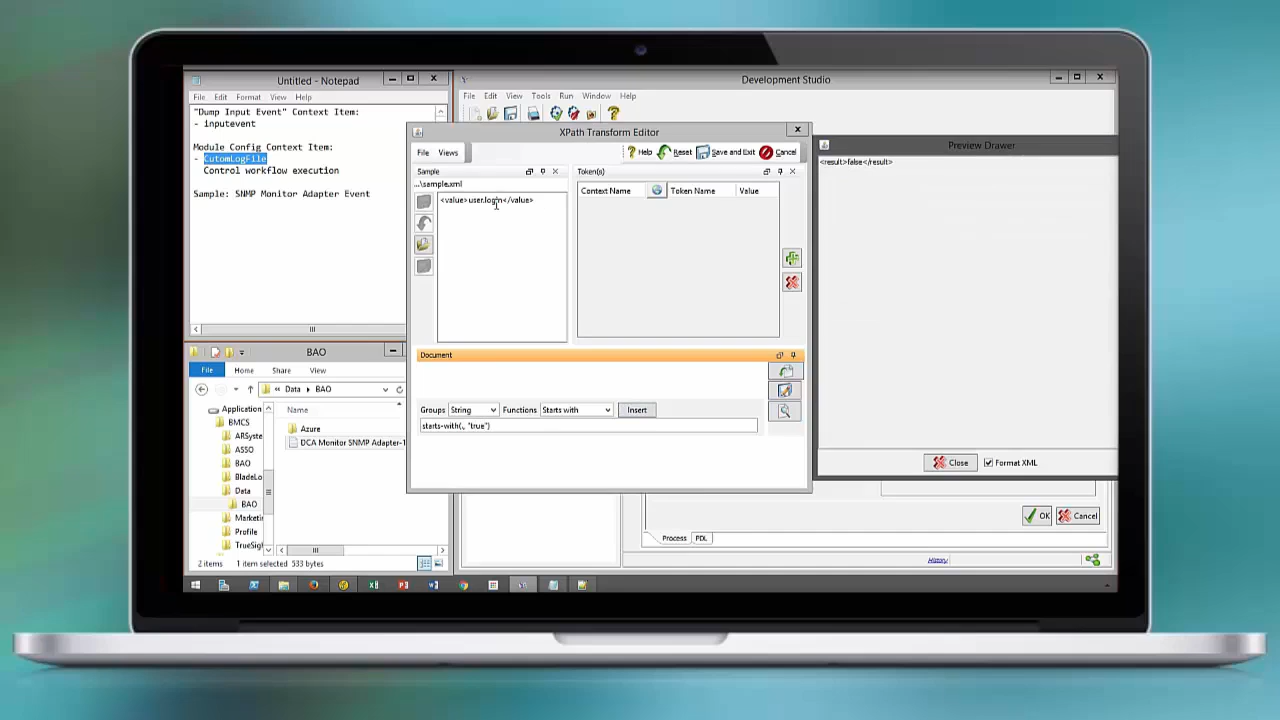 Untitled - Notepad
File Edit Format View Help
"Dump Input Event" Context Item:
- inputevent
Module Config Context Item:
- CutomLogFile
Control workflow execution
Sample: SNMP Monitor Adapter Event
Development Studio
File Edit View Tools Run Window Help
XPath Transform Editor
File Views
Help Reset Save and Exit Cancel
Sample
...\sample.xml
<value>user.login</value>
Token(s)
Context Name Token Name Value
Document
Groups String Functions Starts with Insert
starts-with(., "true")
Preview Drawer
<result>false</result>
Close Format XML
OK Cancel
Process PDL
History
BAO
File Home Share View
« Data BAO
Application
BMCS
ARSyste
ASSO
BAO
BladeLo
Data
BAO
Marketi
Profile
TrueSig
Name
Azure
DCA Monitor SNMP Adapter-1
2 items 1 item selected 533 bytes